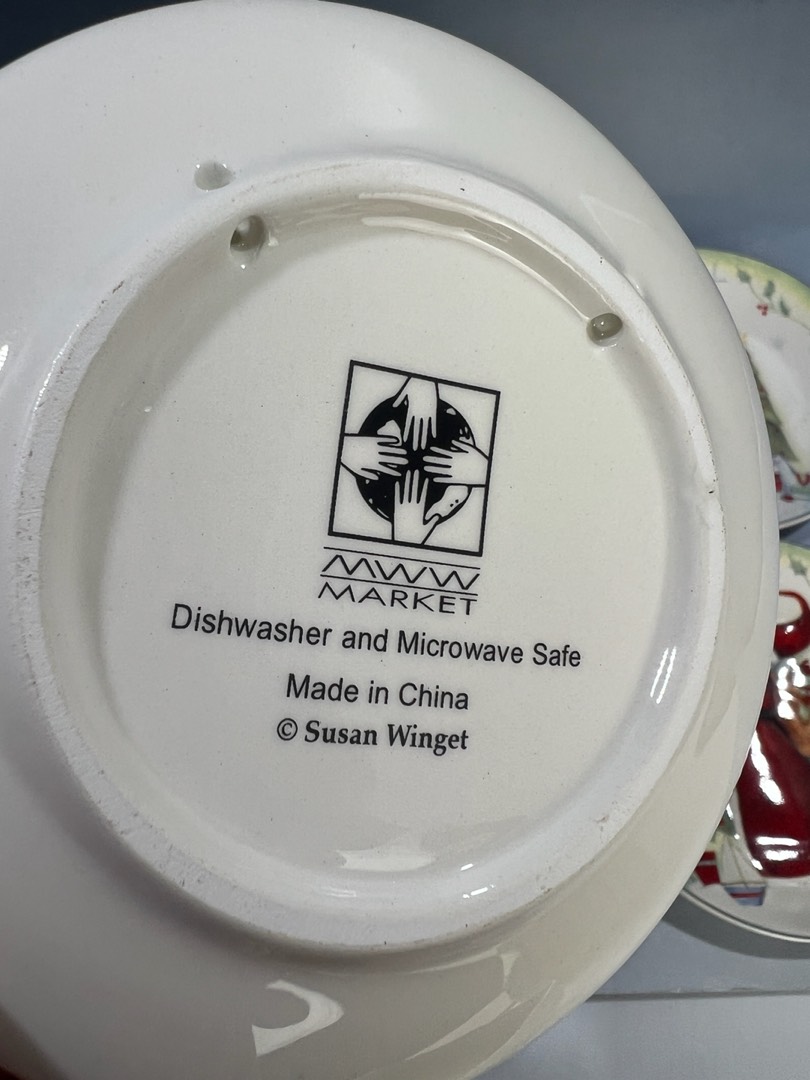 MWW
MARKET
Dishwasher and Microwave Safe
Made in China
© Susan Winget